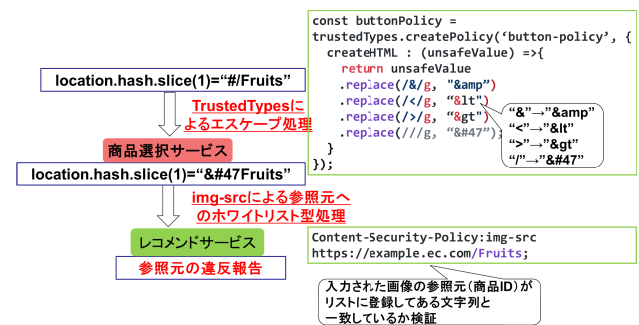 location.hash.slice(1)=“#/Fruits”
TrustedTypesに
よるエスケープ処理
商品選択サービス
location.hash.slice(1)=“&#47Fruits”
img-srcによる参照元へ
のホワイトリスト型処理
レコメンドサービス
参照元の違反報告
const buttonPolicy =
trustedTypes.createPolicy(‘button-policy’, {
createHTML : (unsafeValue) =>{
return unsafeValue
.replace(/&/g, "&amp”)
.replace(/</g, “&lt")
.replace(/>/g, “&gt")
.replace(///g, “&#47”);
}
});
“&”→”&amp”
“<”→”&lt”
“>”→”&gt”
“/”→”&#47’
Content-Security-Policy:img-src
https://example.ec.com/Fruits;
入力された画像の参照元(商品ID)が
リストに登録してある文字列と
一致しているか検証